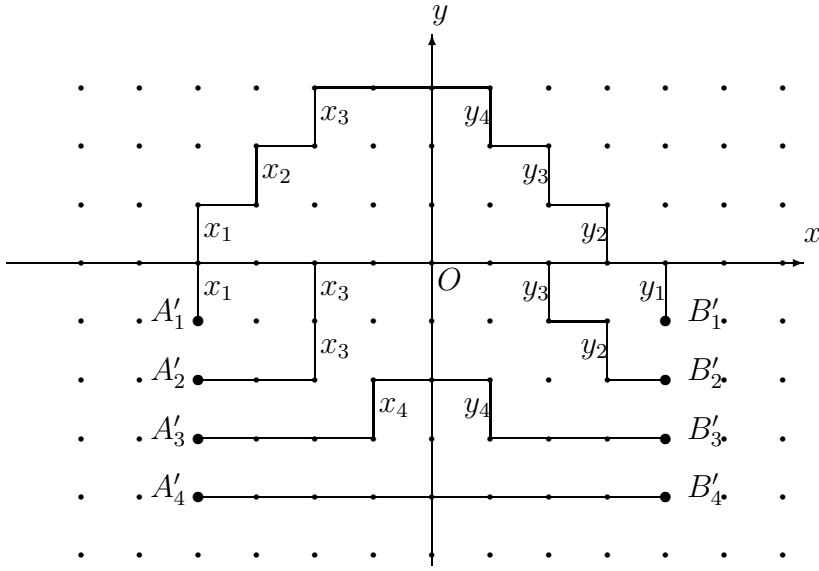 y
x₃ y₄
x₂ y₃
x₁ y₂
x
O
x₁ x₃ y₃ y₁
A′₁ B′₁
x₃ y₂
A′₂ B′₂
x₄ y₄
A′₃ B′₃
A′₄ B′₄